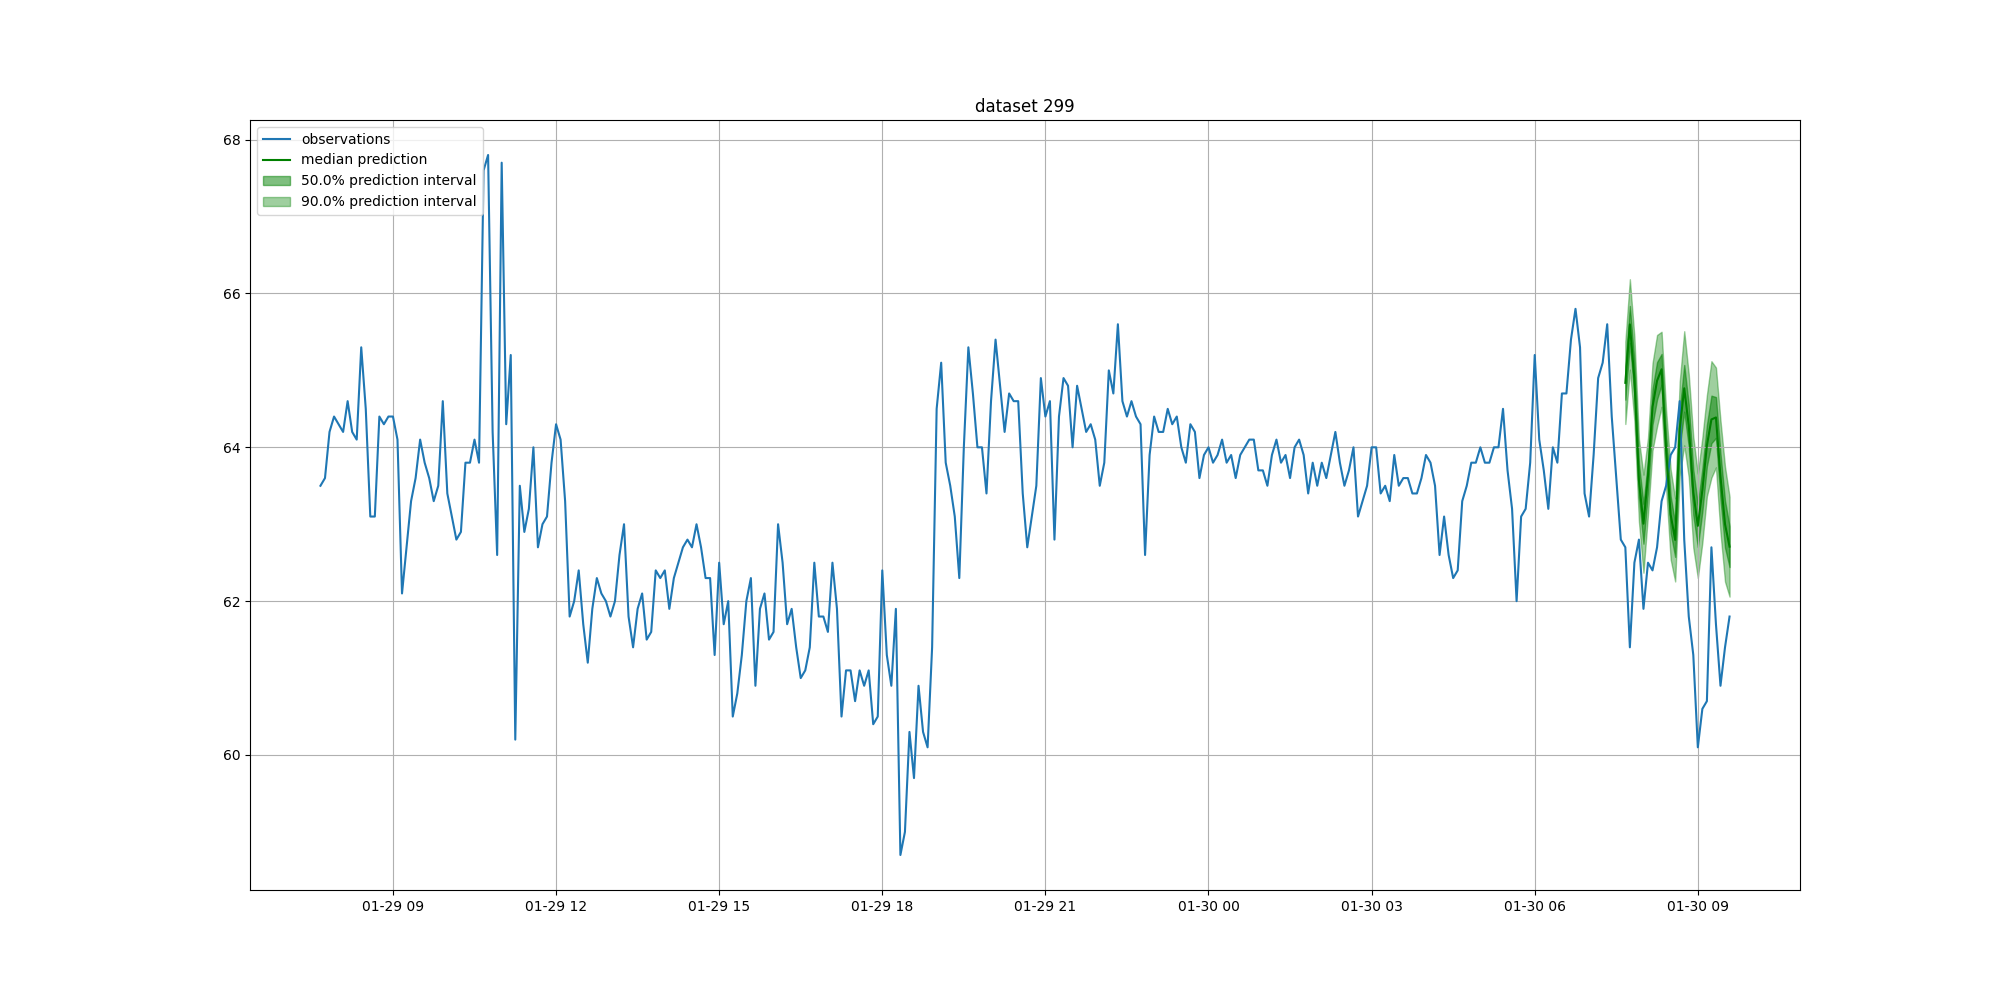 dataset 299
observations
median prediction
50.0% prediction interval
90.0% prediction interval
68
66
64
62
60
01-29 09
01-29 12
01-29 15
01-29 18
01-29 21
01-30 00
01-30 03
01-30 06
01-30 09